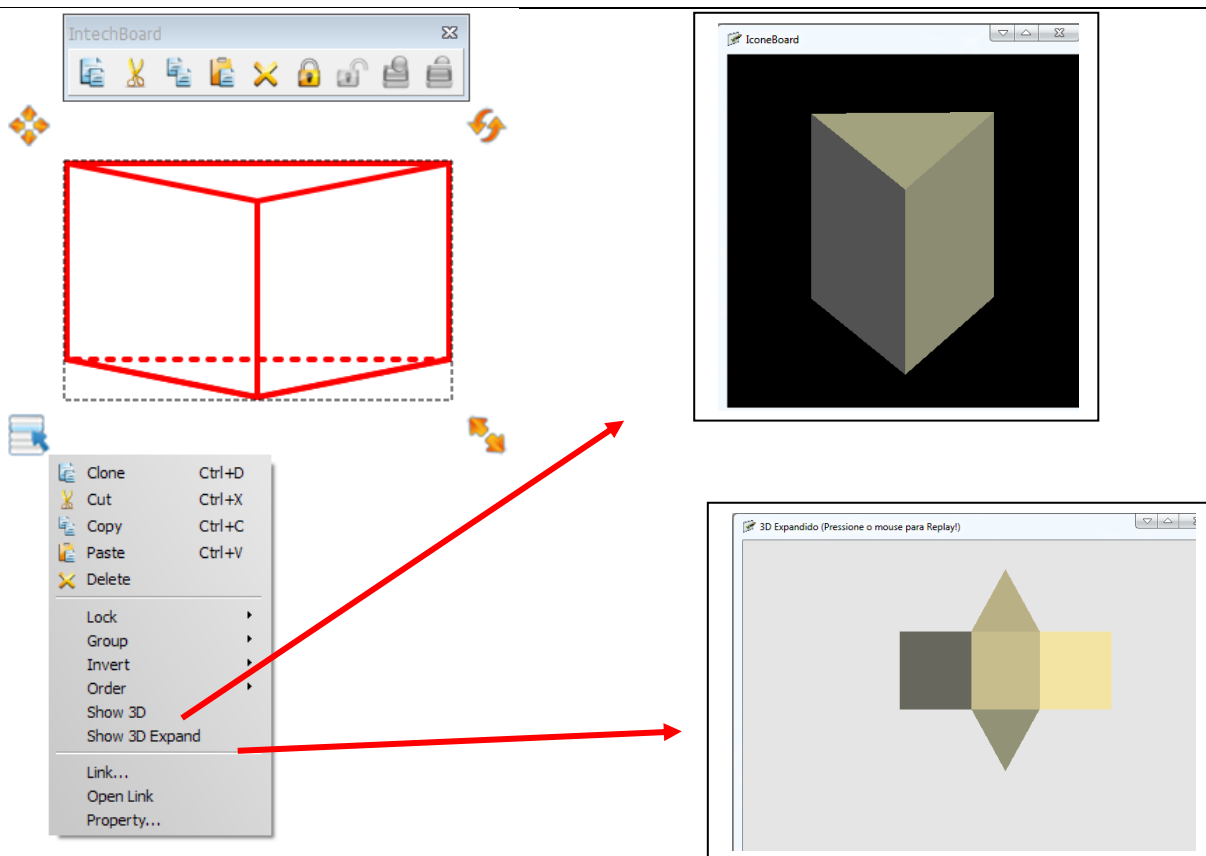 IntechBoard
Clone Ctrl+D
Cut Ctrl+X
Copy Ctrl+C
Paste Ctrl+V
Delete
Lock
Group
Invert
Order
Show 3D
Show 3D Expand
Link...
Open Link
Property...
IconeBoard
3D Expandido (Pressione o mouse para Replay!)